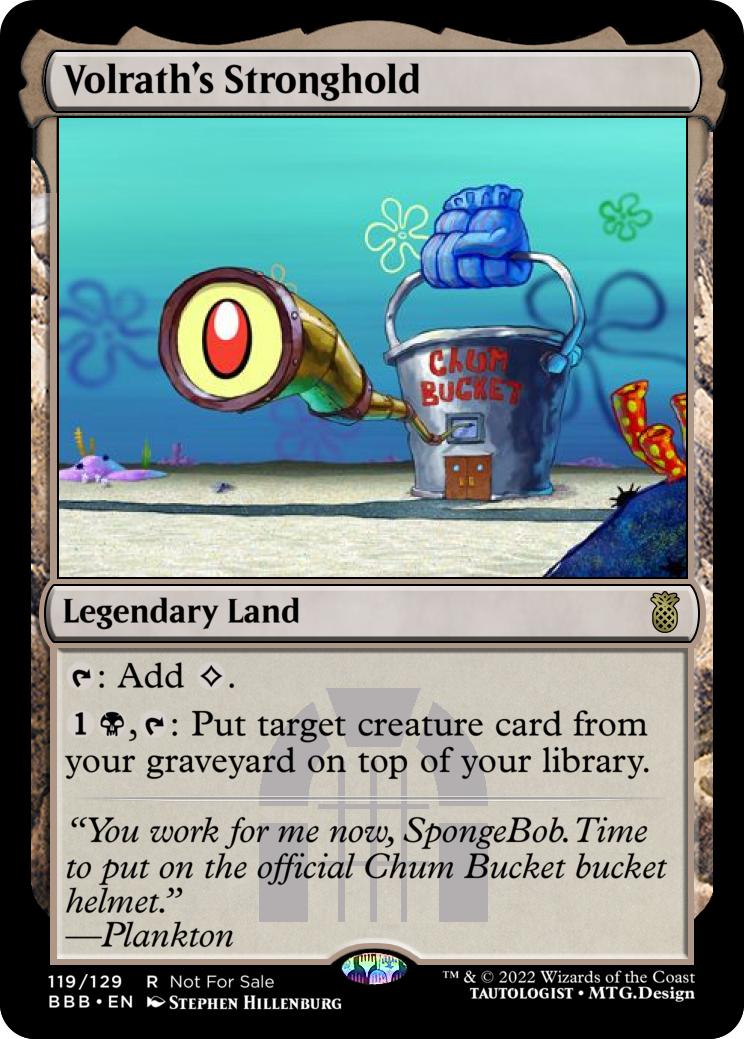 Volrath's Stronghold
CHUM
BUCKET
Legendary Land
: Add .
1 , : Put target creature card from
your graveyard on top of your library.
“You work for me now, SpongeBob. Time
to put on the official Chum Bucket bucket
helmet.”
—Plankton
119/129 R Not For Sale
BBB • EN STEPHEN HILLENBURG
™ & © 2022 Wizards of the Coast
TAUTOLOGIST • MTG.Design